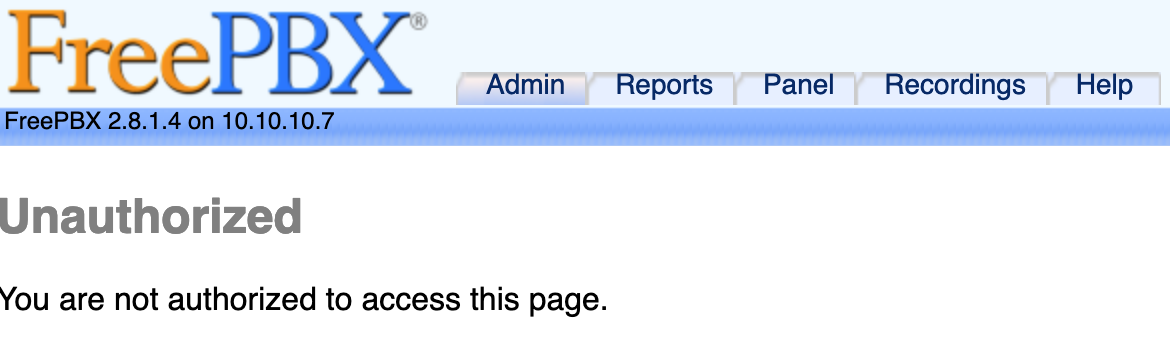 FreePBX®
Admin Reports Panel Recordings Help
FreePBX 2.8.1.4 on 10.10.10.7
Unauthorized
You are not authorized to access this page.